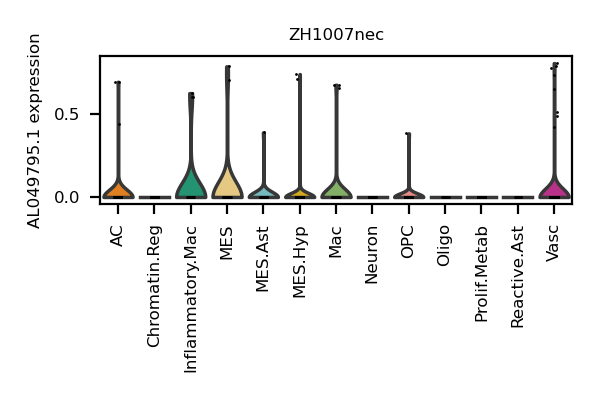 ZH1007nec
AL049795.1 expression
0.5
0.0
AC
Chromatin.Reg
Inflammatory.Mac
MES
MES.Ast
MES.Hyp
Mac
Neuron
OPC
Oligo
Prolif.Metab
Reactive.Ast
Vasc